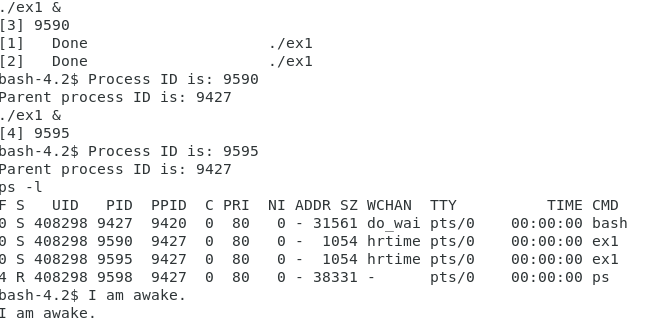 ./ex1 &
[3] 9590
[1]   Done                    ./ex1
[2]   Done                    ./ex1
bash-4.2$ Process ID is: 9590
Parent process ID is: 9427
./ex1 &
[4] 9595
bash-4.2$ Process ID is: 9595
Parent process ID is: 9427
ps -l
F S   UID   PID  PPID  C PRI  NI ADDR SZ WCHAN  TTY          TIME CMD
0 S 408298 9427  9420  0  80   0 - 31561 do_wai pts/0    00:00:00 bash
0 S 408298 9590  9427  0  80   0 -  1054 hrtime pts/0    00:00:00 ex1
0 S 408298 9595  9427  0  80   0 -  1054 hrtime pts/0    00:00:00 ex1
4 R 408298 9598  9427  0  80   0 - 38331 -      pts/0    00:00:00 ps
bash-4.2$ I am awake.
I am awake.